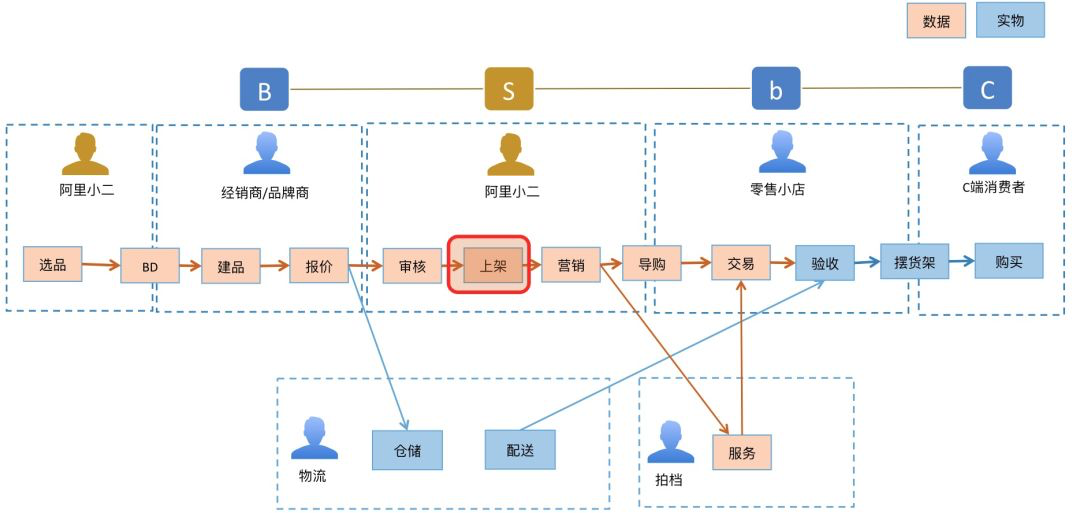 数据
实物
B
S
b
C
阿里小二
经销商/品牌商
阿里小二
零售小店
C端消费者
选品
BD
建品
报价
审核
上架
营销
导购
交易
验收
摆货架
购买
物流
仓储
配送
拍档
服务